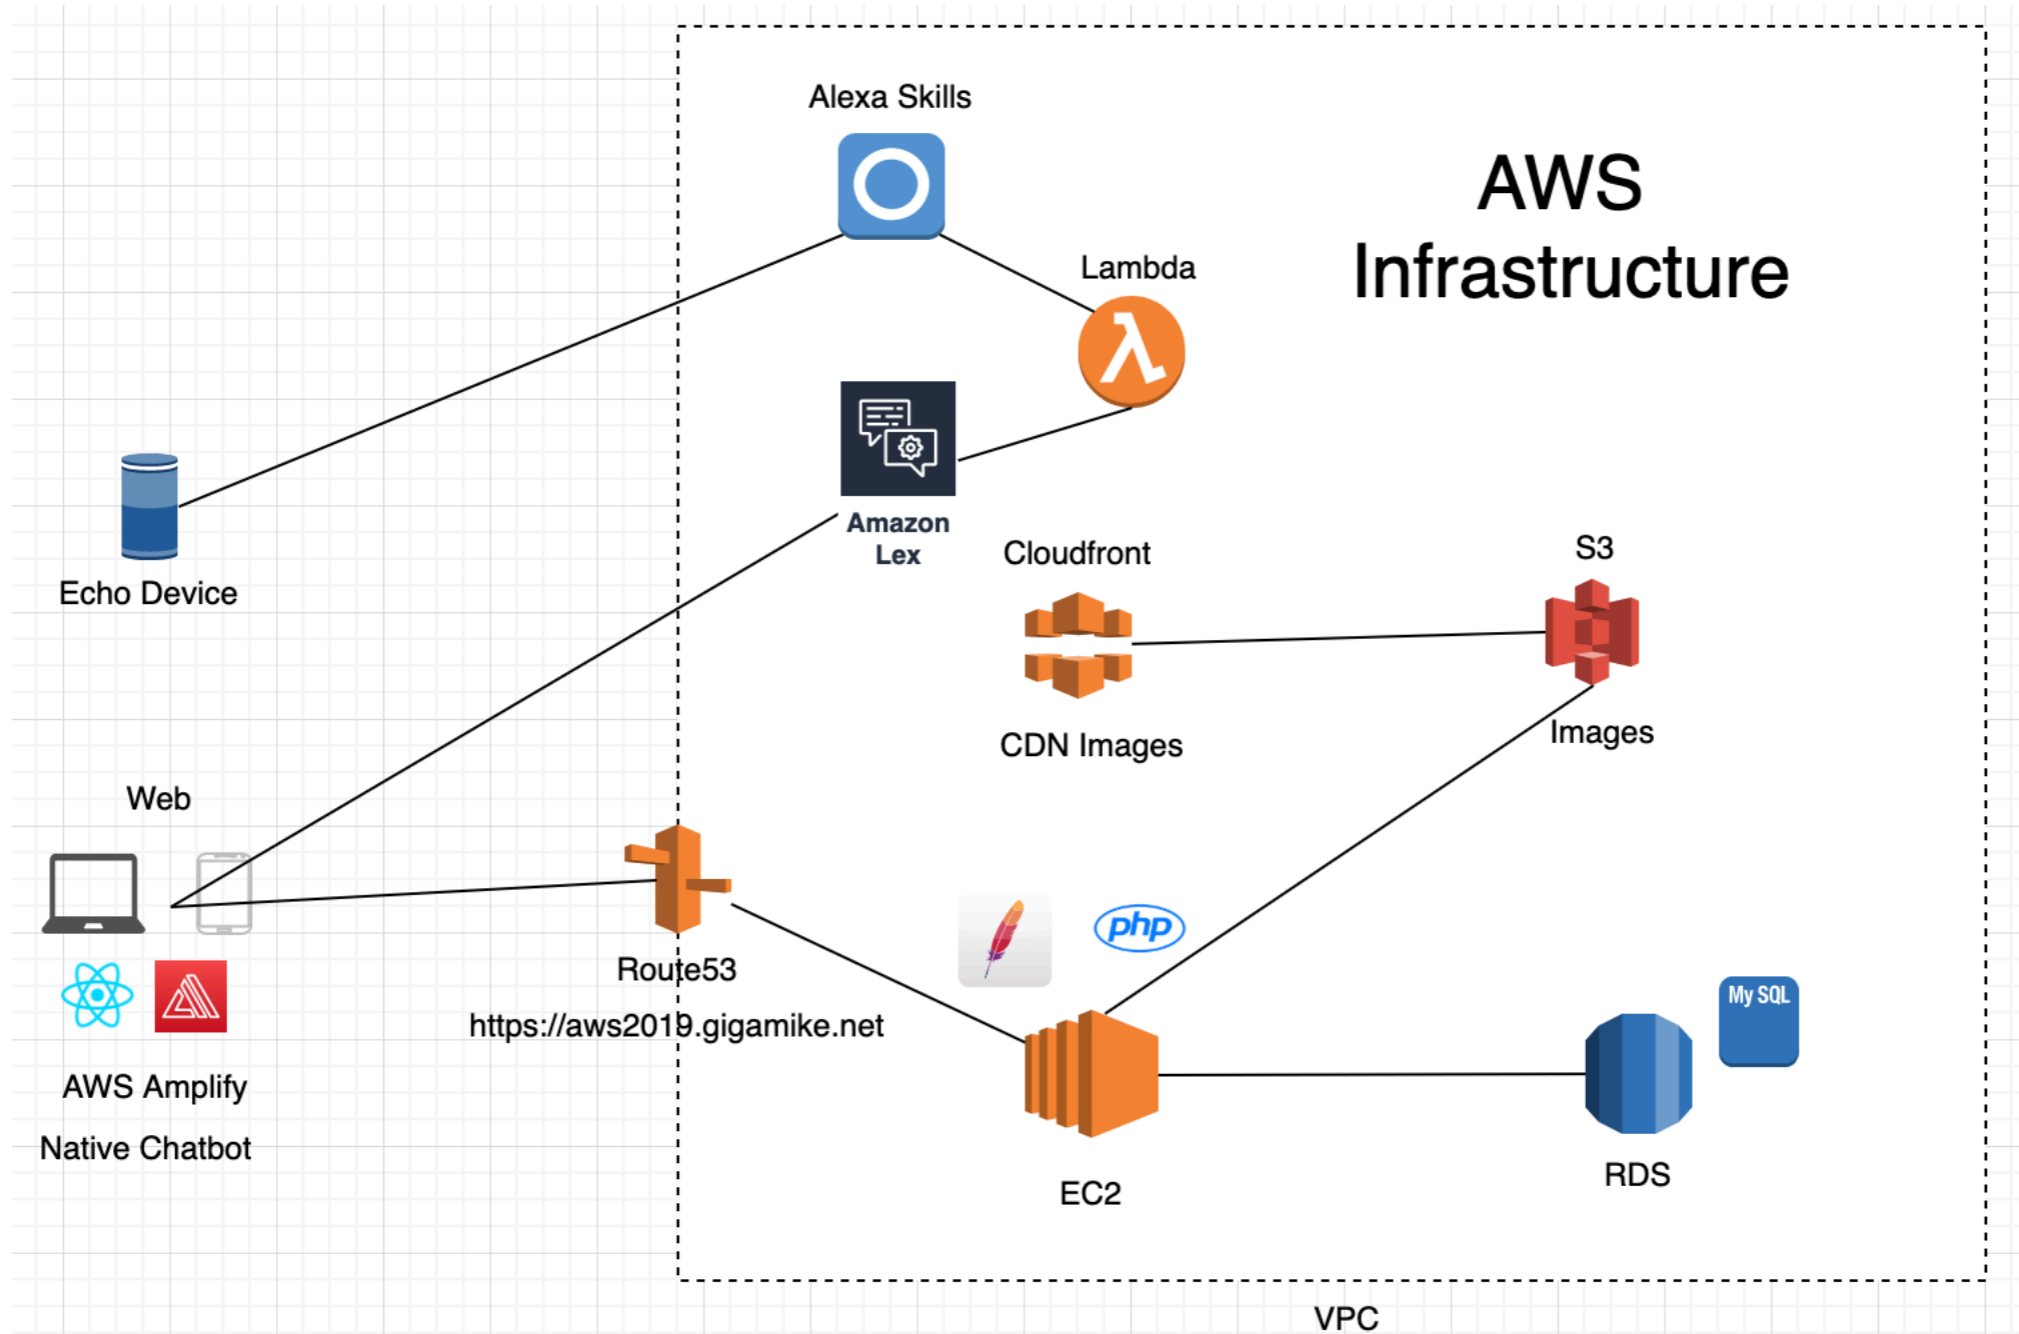 Alexa Skills
AWS
Infrastructure
Lambda
Amazon
Lex
Cloudfront
S3
Echo Device
CDN Images
Images
Web
php
Route53
My SQL
https://aws2019.gigamike.net
AWS Amplify
Native Chatbot
EC2
RDS
VPC